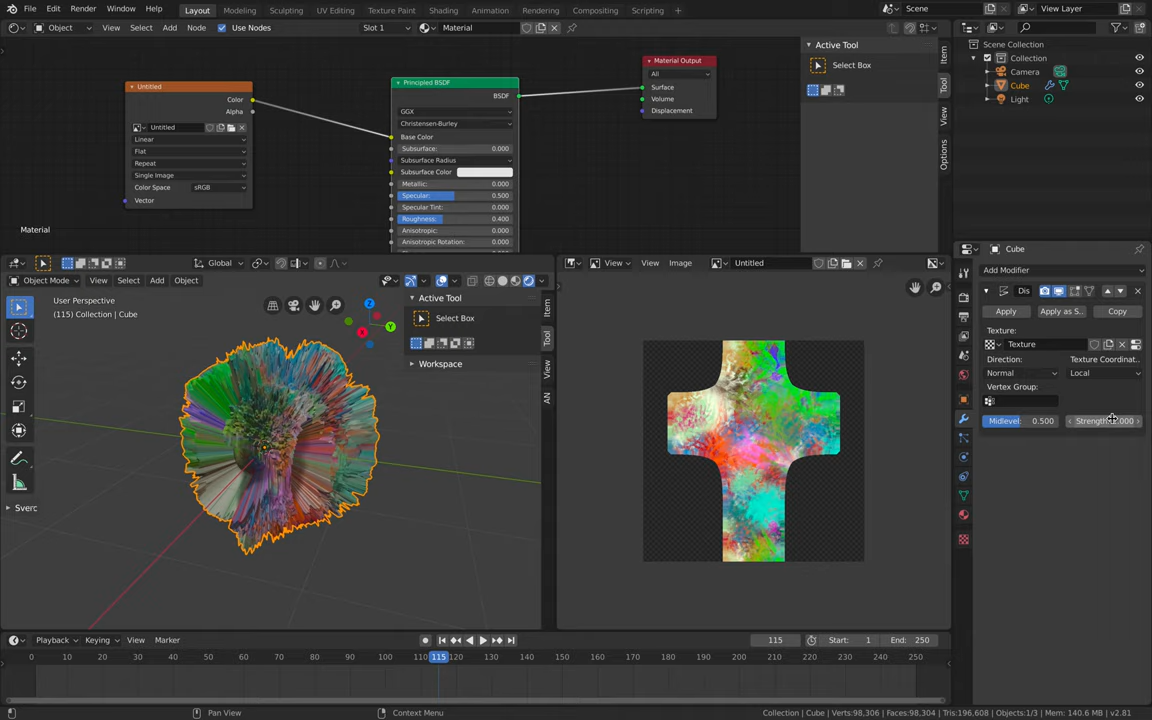 File Edit Render Window Help Layout Modeling Sculpting UV Editing Texture Paint Shading Animation Rendering Compositing Scripting + Scene View Layer
Object View Select Add Node Use Nodes Slot 1 Material
Active Tool
Select Box
Item
Tool
View
Options
Untitled
Color
Alpha
Untitled
Linear
Flat
Repeat
Single Image
Color Space sRGB
Vector
Principled BSDF
BSDF
GGX
Christensen-Burley
Base Color
Subsurface: 0.000
Subsurface Radius
Subsurface Color
Metallic: 0.000
Specular: 0.500
Specular Tint: 0.000
Roughness: 0.400
Anisotropic: 0.000
Anisotropic Rotation: 0.000
Material Output
All
Surface
Volume
Displacement
Material
Scene Collection
Collection
Camera
Cube
Light
Global
Object Mode View Select Add Object
User Perspective
(115) Collection | Cube
Z
Y
X
Active Tool
Select Box
Workspace
Item
Tool
View
AN
Sverc
View View Image Untitled
Cube
Add Modifier
Dis
Apply Apply as S.. Copy
Texture:
Texture
Direction: Texture Coordinat..
Normal Local
Vertex Group:
Midlevel: 0.500 Strength
Playback Keying View Marker 115 Start: 1 End: 250
0 10 20 30 40 50 60 70 80 90 100 110 115 120 130 140 150 160 170 180 190 200 210 220 230 240 250
Pan View Context Menu Collection | Cube | Verts:98,306 | Faces:98,304 | Tris:196,608 | Objects:1/3 | Mem: 140.6 MB | v2.81